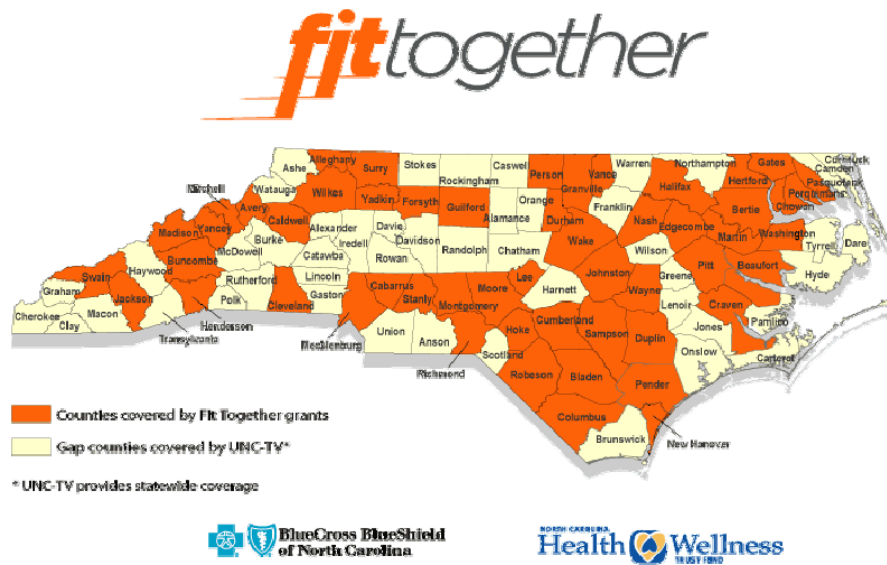 fittogether
Ashe
Alleghany
Surry
Stokes
Rockingham
Caswell
Person
Granville
Vance
Warren
Northampton
Halifax
Hertford
Gates
Currituck
Camden
Pasquotank
Perquimans
Chowan
Mitchell
Watauga
Wilkes
Yadkin
Forsyth
Guilford
Alamance
Orange
Durham
Franklin
Nash
Edgecombe
Bertie
Martin
Washington
Tyrrell
Dare
Madison
Yancey
Avery
Caldwell
Alexander
Iredell
Davie
Davidson
Randolph
Chatham
Wake
Wilson
Pitt
Beaufort
Hyde
Buncombe
McDowell
Burke
Catawba
Rowan
Swain
Haywood
Rutherford
Lincoln
Gaston
Cabarrus
Stanly
Montgomery
Moore
Lee
Harnett
Johnston
Wayne
Greene
Lenoir
Craven
Pamlico
Graham
Jackson
Cherokee
Clay
Macon
Polk
Cleveland
Transylvania
Henderson
Mecklenburg
Union
Anson
Richmond
Scotland
Hoke
Cumberland
Sampson
Duplin
Jones
Onslow
Carteret
Robeson
Bladen
Pender
Columbus
Brunswick
New Hanover
Counties covered by Fit Together grants
Gap counties covered by UNC-TV*
* UNC-TV provides statewide coverage
BlueCross BlueShield
of North Carolina
NORTH CAROLINA
Health Wellness
TRUST FUND